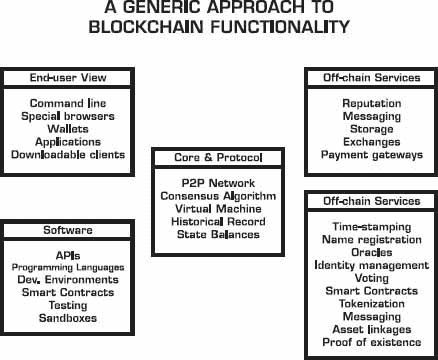 A GENERIC APPROACH TO
BLOCKCHAIN FUNCTIONALITY
End-user View
Command line
Special browsers
Wallets
Applications
Downloadable clients
Software
APIs
Programming Languages
Dev. Environments
Smart Contracts
Testing
Sandboxes
Core & Protocol
P2P Network
Consensus Algorithm
Virtual Machine
Historical Record
State Balances
Off-chain Services
Reputation
Messaging
Storage
Exchanges
Payment gateways
Off-chain Services
Time-stamping
Name registration
Oracles
Identity management
Voting
Smart Contracts
Tokenization
Messaging
Asset linkages
Proof of existence